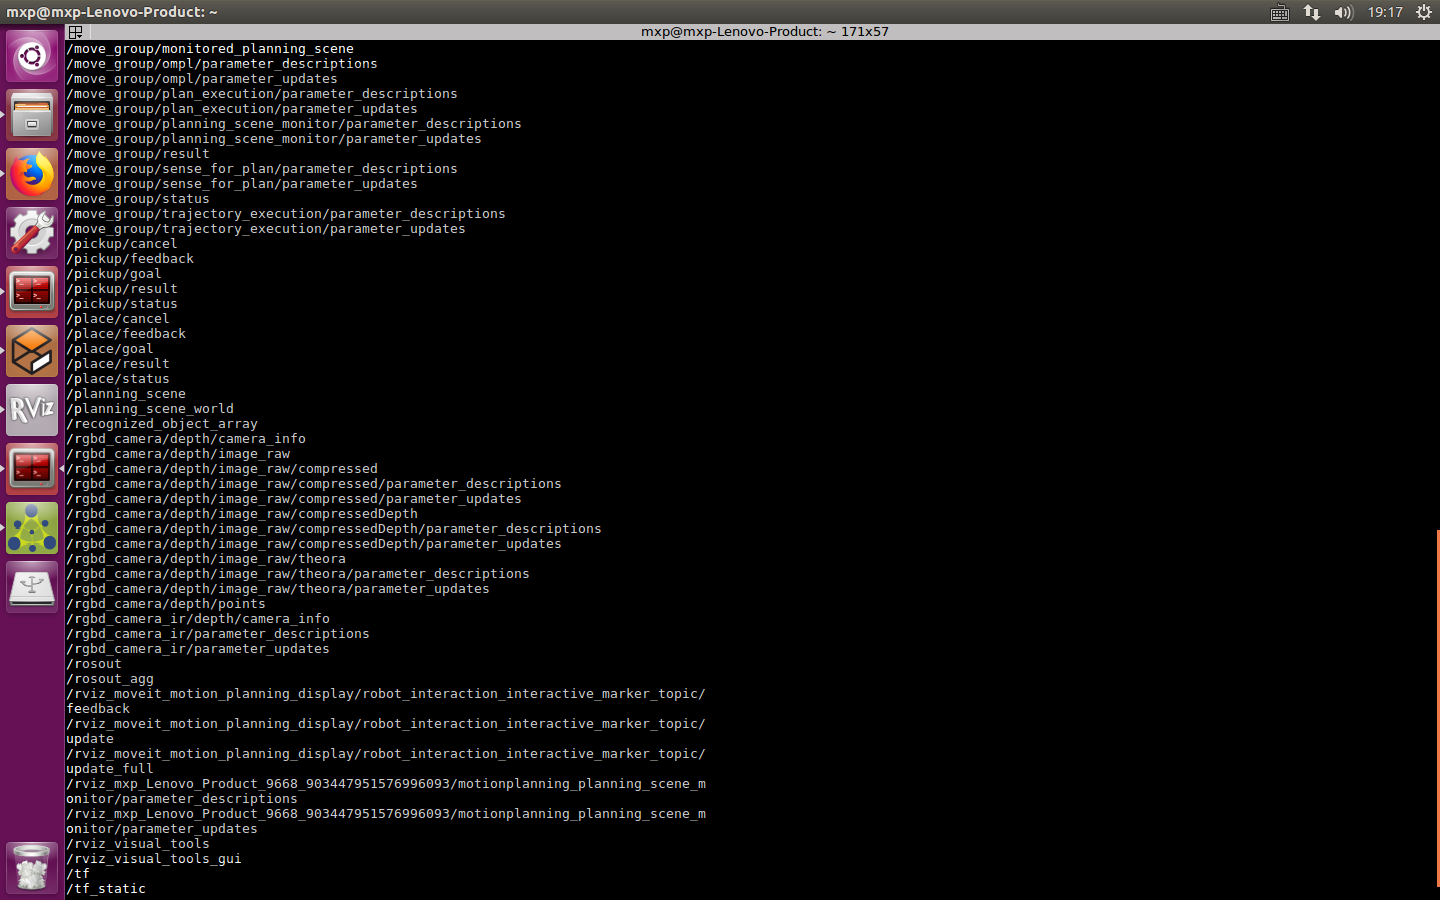 mxp@mxp-Lenovo-Product: ~
19:17
mxp@mxp-Lenovo-Product: ~ 171x57
/move_group/monitored_planning_scene
/move_group/ompl/parameter_descriptions
/move_group/ompl/parameter_updates
/move_group/plan_execution/parameter_descriptions
/move_group/plan_execution/parameter_updates
/move_group/planning_scene_monitor/parameter_descriptions
/move_group/planning_scene_monitor/parameter_updates
/move_group/result
/move_group/sense_for_plan/parameter_descriptions
/move_group/sense_for_plan/parameter_updates
/move_group/status
/move_group/trajectory_execution/parameter_descriptions
/move_group/trajectory_execution/parameter_updates
/pickup/cancel
/pickup/feedback
/pickup/goal
/pickup/result
/pickup/status
/place/cancel
/place/feedback
/place/goal
/place/result
/place/status
/planning_scene
/planning_scene_world
/recognized_object_array
/rgbd_camera/depth/camera_info
/rgbd_camera/depth/image_raw
/rgbd_camera/depth/image_raw/compressed
/rgbd_camera/depth/image_raw/compressed/parameter_descriptions
/rgbd_camera/depth/image_raw/compressed/parameter_updates
/rgbd_camera/depth/image_raw/compressedDepth
/rgbd_camera/depth/image_raw/compressedDepth/parameter_descriptions
/rgbd_camera/depth/image_raw/compressedDepth/parameter_updates
/rgbd_camera/depth/image_raw/theora
/rgbd_camera/depth/image_raw/theora/parameter_descriptions
/rgbd_camera/depth/image_raw/theora/parameter_updates
/rgbd_camera/depth/points
/rgbd_camera_ir/depth/camera_info
/rgbd_camera_ir/parameter_descriptions
/rgbd_camera_ir/parameter_updates
/rosout
/rosout_agg
/rviz_moveit_motion_planning_display/robot_interaction_interactive_marker_topic/
feedback
/rviz_moveit_motion_planning_display/robot_interaction_interactive_marker_topic/
update
/rviz_moveit_motion_planning_display/robot_interaction_interactive_marker_topic/
update_full
/rviz_mxp_Lenovo_Product_9668_903447951576996093/motionplanning_planning_scene_m
onitor/parameter_descriptions
/rviz_mxp_Lenovo_Product_9668_903447951576996093/motionplanning_planning_scene_m
onitor/parameter_updates
/rviz_visual_tools
/rviz_visual_tools_gui
/tf
/tf_static
RViz